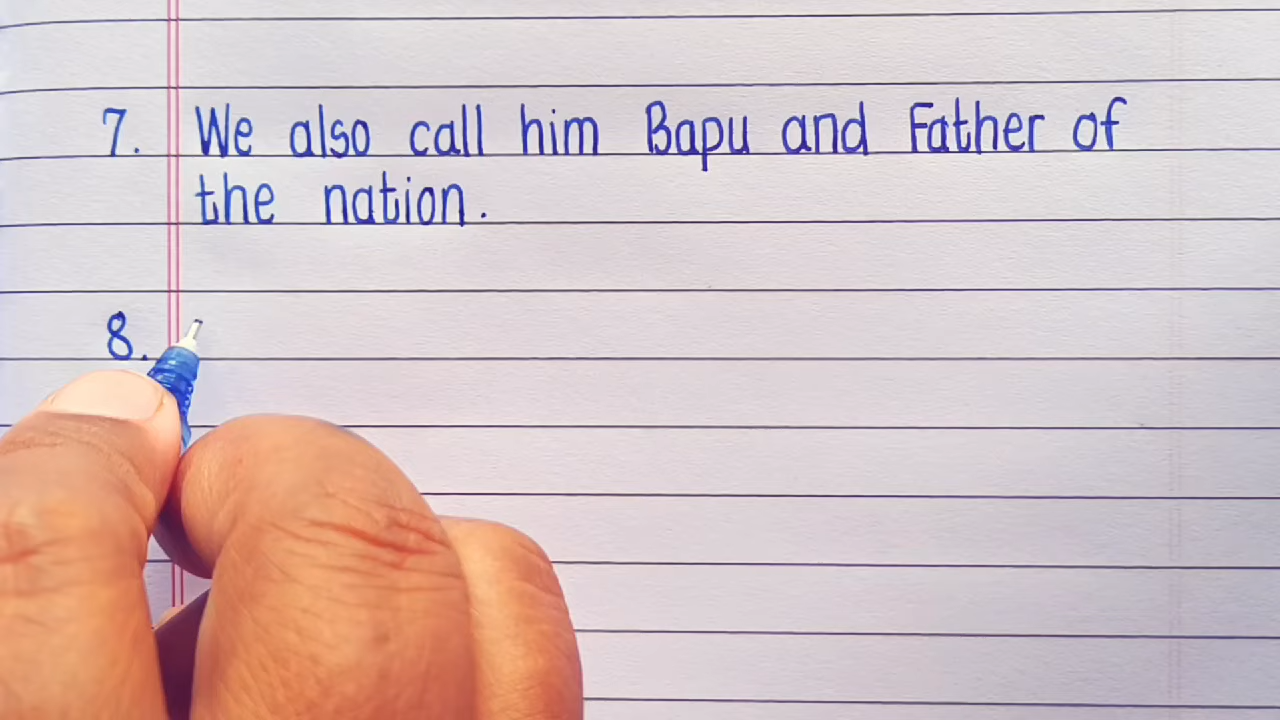 7. We also call him Bapu and Father of
the nation.
8.